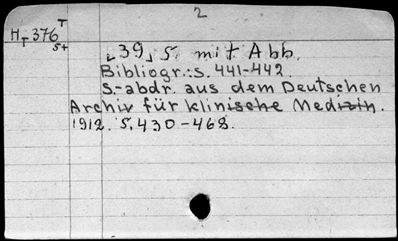 2
H T 376 T
5+
[39] S. mit Abb.
Bibliogr.: S. 441-442.
S.-abdr. aus dem Deutschen
Archiv für klinische Medizin.
1912. S. 430-468.